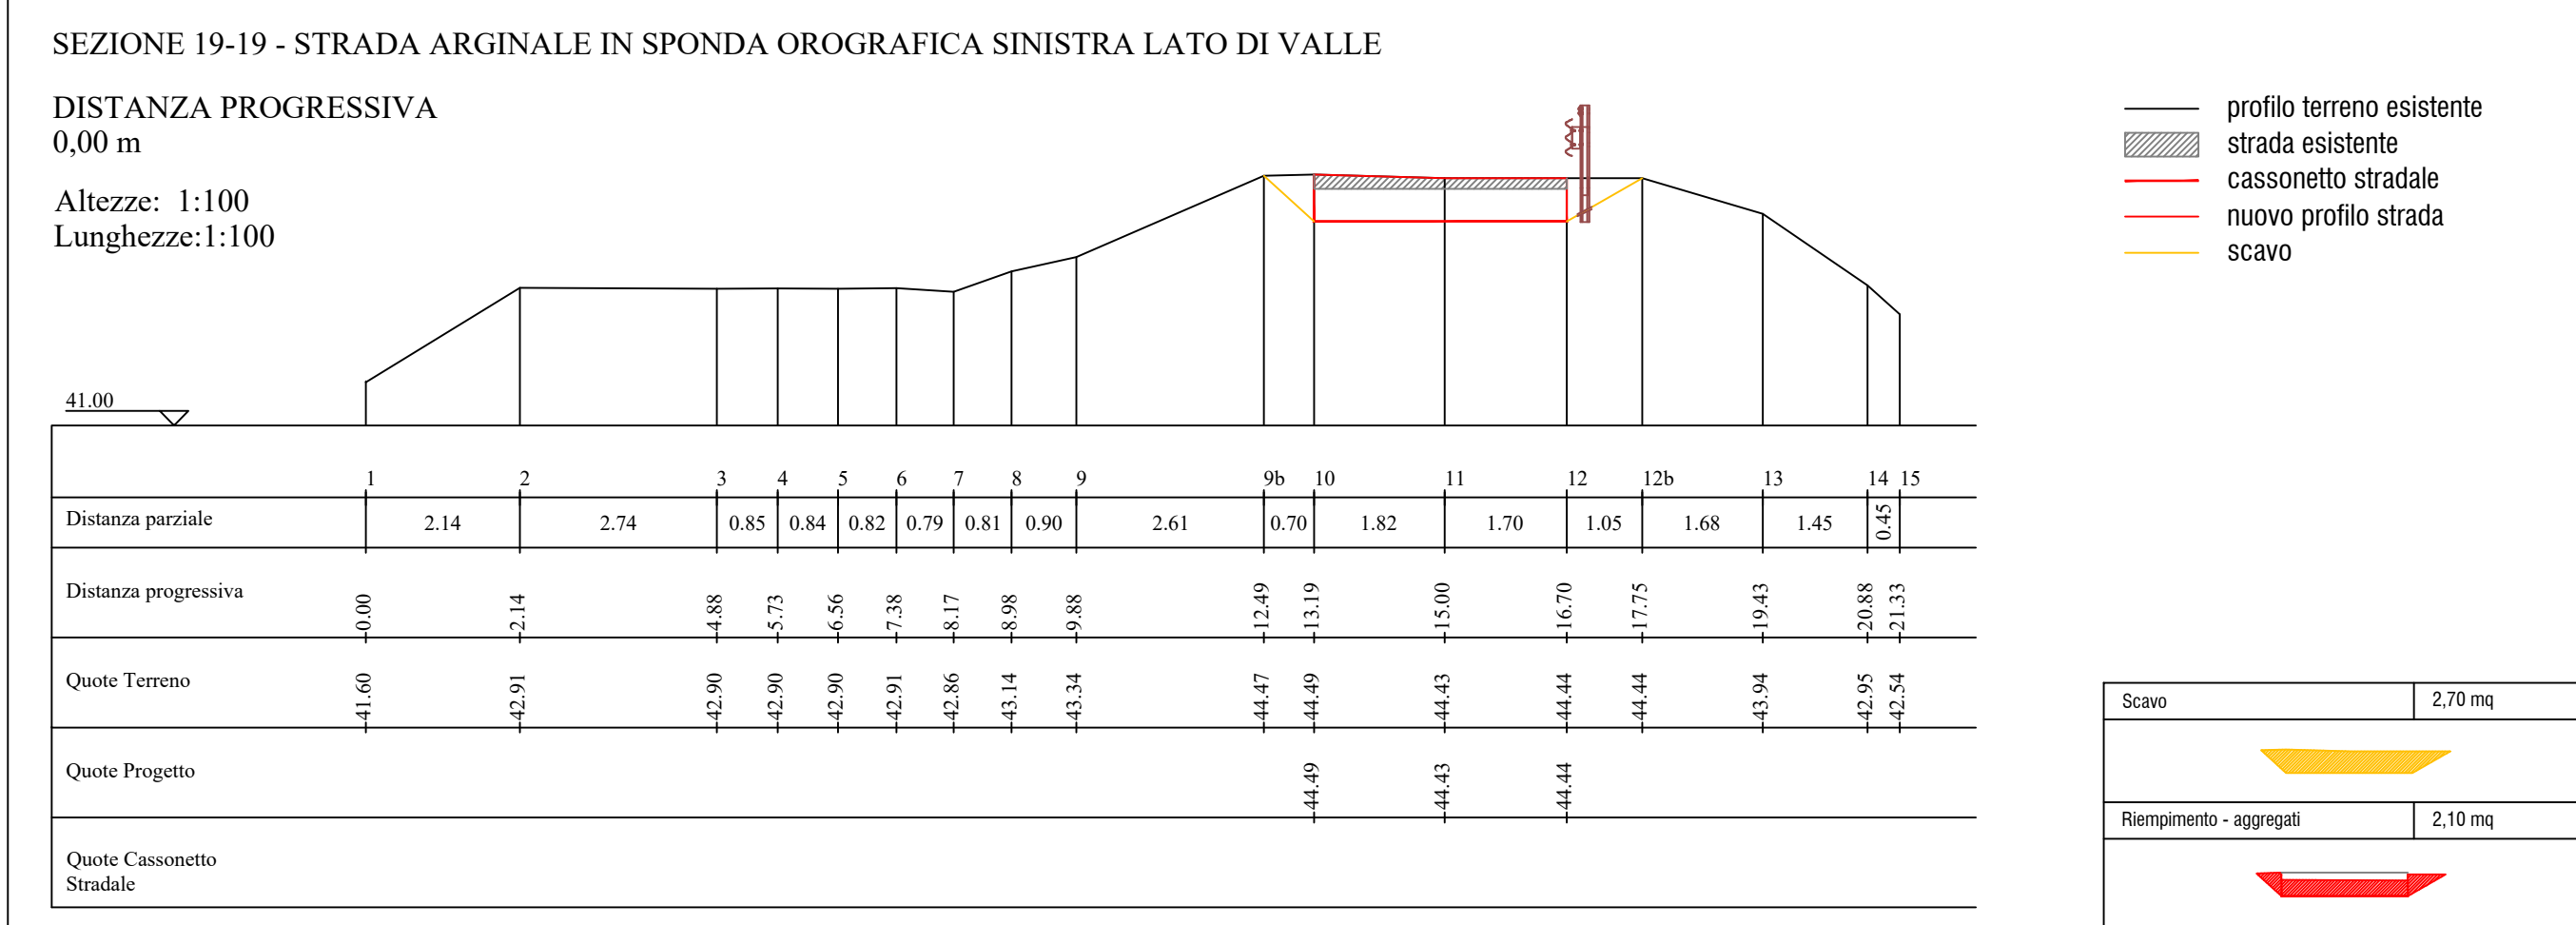 SEZIONE 19-19 - STRADA ARGINALE IN SPONDA OROGRAFICA SINISTRA LATO DI VALLE
DISTANZA PROGRESSIVA
0,00 m
Altezze: 1:100
Lunghezze:1:100
profilo terreno esistente
strada esistente
cassonetto stradale
nuovo profilo strada
scavo
41.00
1 2 3 4 5 6 7 8 9 9b 10 11 12 12b 13 14 15
Distanza parziale 2.14 2.74 0.85 0.84 0.82 0.79 0.81 0.90 2.61 0.70 1.82 1.70 1.05 1.68 1.45 0.45
Distanza progressiva 0.00 2.14 4.88 5.73 6.56 7.38 8.17 8.98 9.88 12.49 13.19 15.00 16.70 17.75 19.43 20.88 21.33
Quote Terreno 41.60 42.91 42.90 42.90 42.90 42.91 42.86 43.14 43.34 44.47 44.49 44.43 44.44 44.44 43.94 42.95 42.54
Quote Progetto 44.49 44.43 44.44
Quote Cassonetto
Stradale
Scavo 2,70 mq
Riempimento - aggregati 2,10 mq